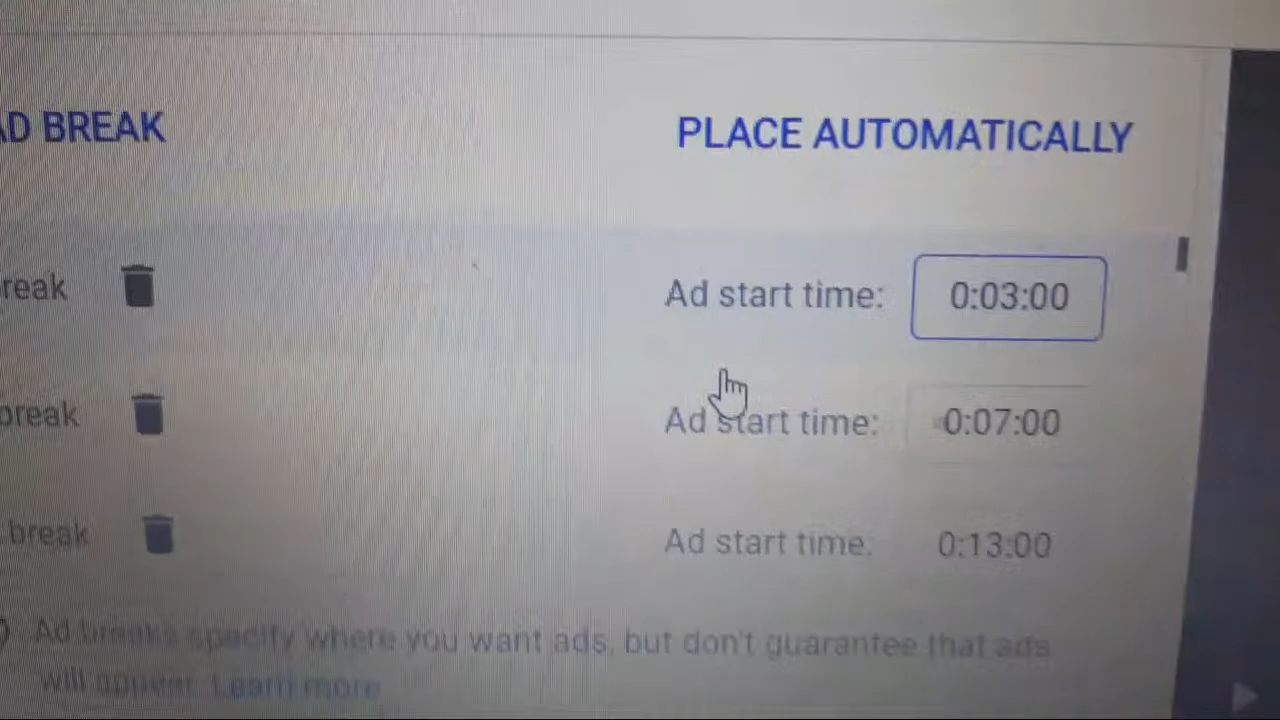 AD BREAK PLACE AUTOMATICALLY
reak Ad start time: 0:03:00
break Ad start time: 0:07:00
break Ad start time: 0:13:00
Ad breaks specify where you want ads, but don't guarantee that ads
will appear. Learn more